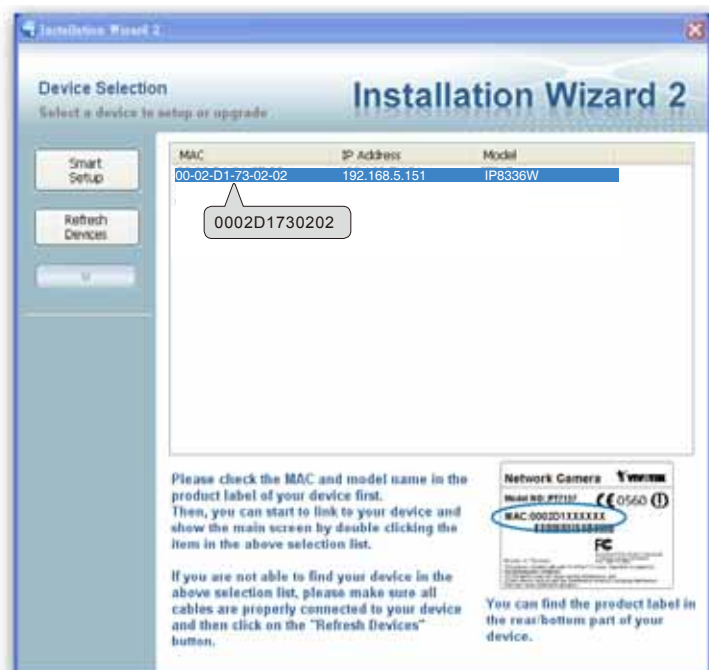 Installation Wizard 2
Device Selection
Select a device to setup or upgrade
Installation Wizard 2
Smart
Setup
Refresh
Devices
MAC IP Address Model
00-02-D1-73-02-02 192.168.5.151 IP8336W
0002D1730202
Please check the MAC and model name in the
product label of your device first.
Then, you can start to link to your device and
show the main screen by double clicking the
item in the above selection list.
If you are not able to find your device in the
above selection list, please make sure all
cables are properly connected to your device
and then click on the "Refresh Devices"
button.
Network Camera VIVOTEK
Model NO: 
MAC:0002D1XXXXXX
CE0560
FC
You can find the product label in
the rear/bottom part of your
device.